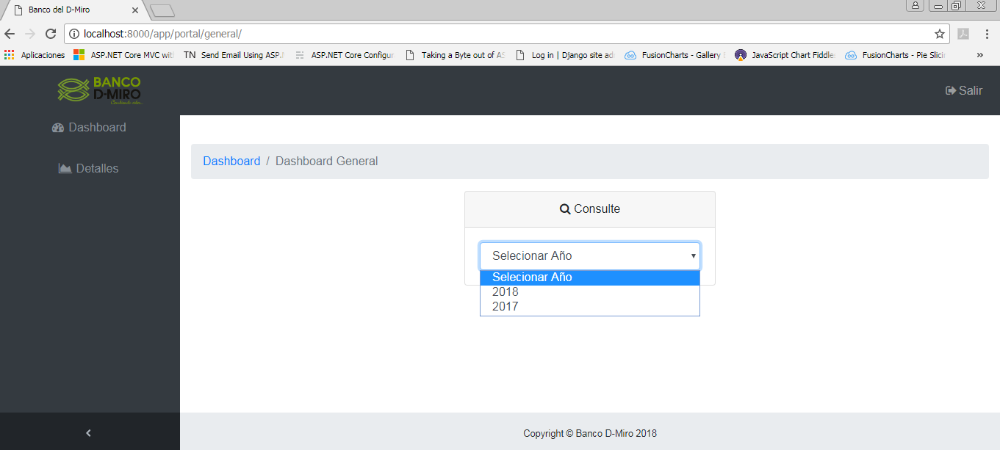 Banco del D-Miro
localhost:8000/app/portal/general/
Aplicaciones ASP.NET Core MVC wit TN Send Email Using ASP. ASP.NET Core Configur Taking a Byte out of AS Log in | Django site ad FusionCharts - Gallery JavaScript Chart Fiddle FusionCharts - Pie Slici »
BANCO
D-MIRO
Salir
Dashboard
Detalles
Dashboard / Dashboard General
Consulte
Selecionar Año
Selecionar Año
2018
2017
Copyright © Banco D-Miro 2018